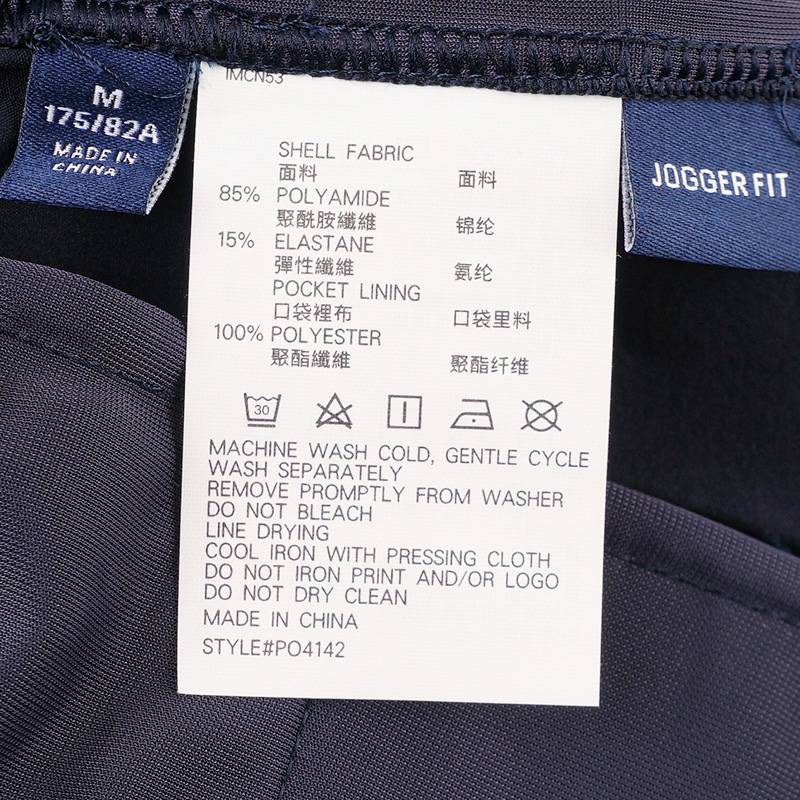 M
175/82A
MADE IN
CHINA
IMCN53
SHELL FABRIC
面料 面料
85% POLYAMIDE
聚酰胺纖維 锦纶
15% ELASTANE
彈性纖維 氨纶
POCKET LINING
口袋裡布 口袋里料
100% POLYESTER
聚酯纖維 聚酯纤维
30
MACHINE WASH COLD, GENTLE CYCLE
WASH SEPARATELY
REMOVE PROMPTLY FROM WASHER
DO NOT BLEACH
LINE DRYING
COOL IRON WITH PRESSING CLOTH
DO NOT IRON PRINT AND/OR LOGO
DO NOT DRY CLEAN
MADE IN CHINA
STYLE#PO4142
JOGGER FIT